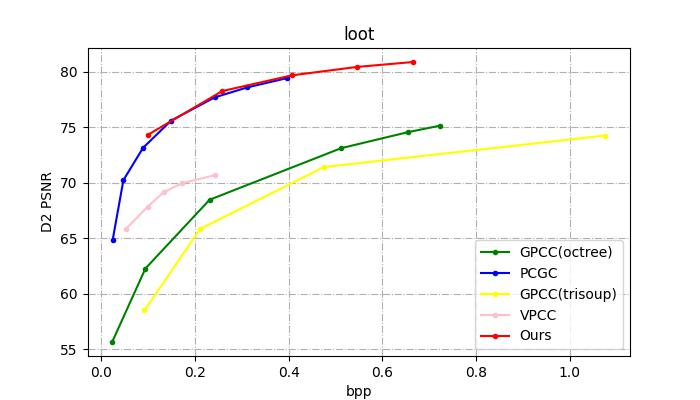 loot
80
75
70
65
60
55
D2 PSNR
0.0 0.2 0.4 0.6 0.8 1.0
bpp
GPCC(octree)
PCGC
GPCC(trisoup)
VPCC
Ours